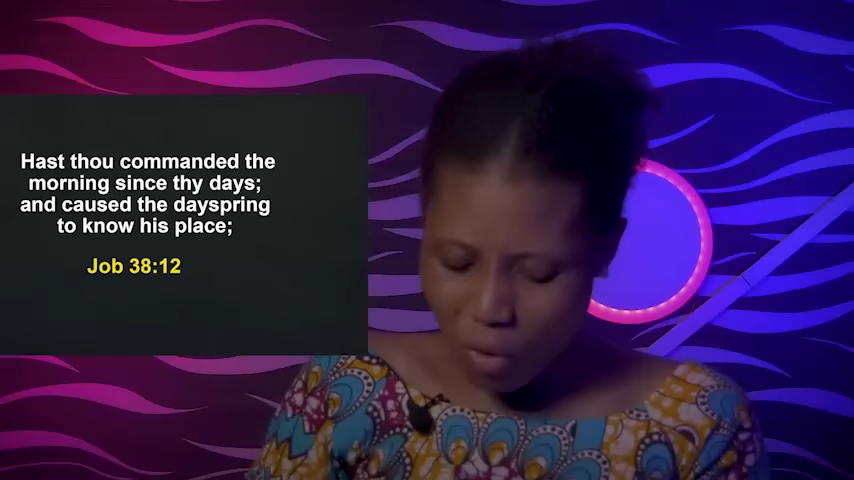 Hast thou commanded the
morning since thy days;
and caused the dayspring
to know his place;
Job 38:12